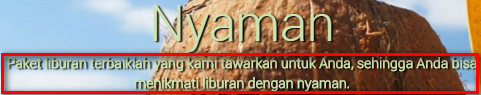 Nyaman
Paket liburan terbaiklah yang kami tawarkan untuk Anda, sehingga Anda bisa
menikmati liburan dengan nyaman.